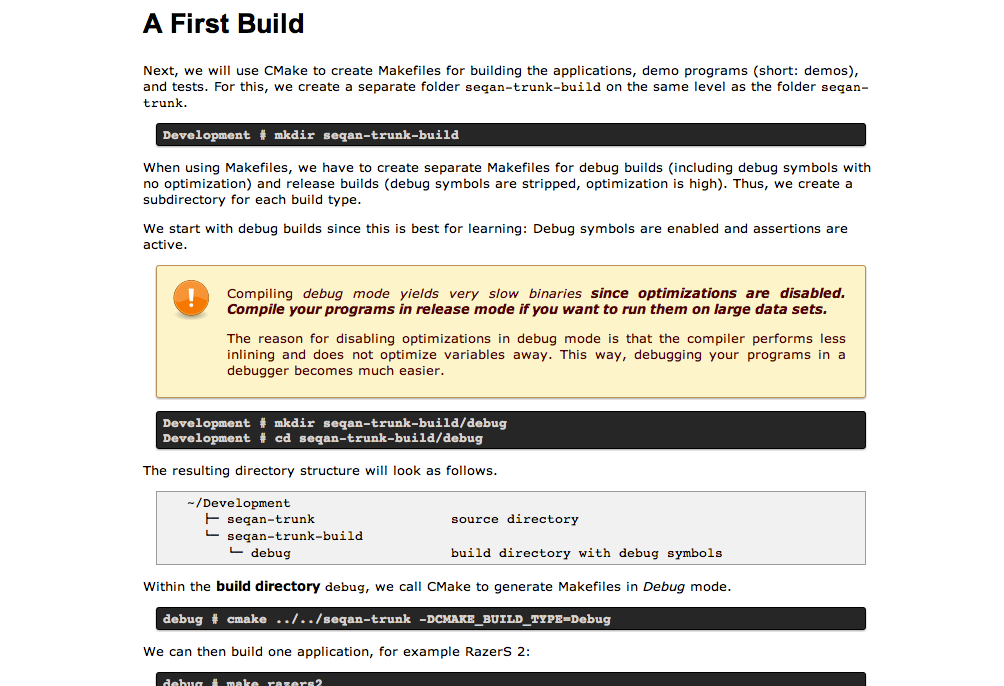 A First Build
Next, we will use CMake to create Makefiles for building the applications, demo programs (short: demos),
and tests. For this, we create a separate folder seqan-trunk-build on the same level as the folder seqan-
trunk.
Development # mkdir seqan-trunk-build
When using Makefiles, we have to create separate Makefiles for debug builds (including debug symbols with
no optimization) and release builds (debug symbols are stripped, optimization is high). Thus, we create a
subdirectory for each build type.
We start with debug builds since this is best for learning: Debug symbols are enabled and assertions are
active.
!
Compiling debug mode yields very slow binaries since optimizations are disabled.
Compile your programs in release mode if you want to run them on large data sets.
The reason for disabling optimizations in debug mode is that the compiler performs less
inlining and does not optimize variables away. This way, debugging your programs in a
debugger becomes much easier.
Development # mkdir seqan-trunk-build/debug
Development # cd seqan-trunk-build/debug
The resulting directory structure will look as follows.
~/Development
├─ seqan-trunk source directory
└─ seqan-trunk-build
└─ debug build directory with debug symbols
Within the build directory debug, we call CMake to generate Makefiles in Debug mode.
debug # cmake ../../seqan-trunk -DCMAKE_BUILD_TYPE=Debug
We can then build one application, for example RazerS 2:
debug # make razers2